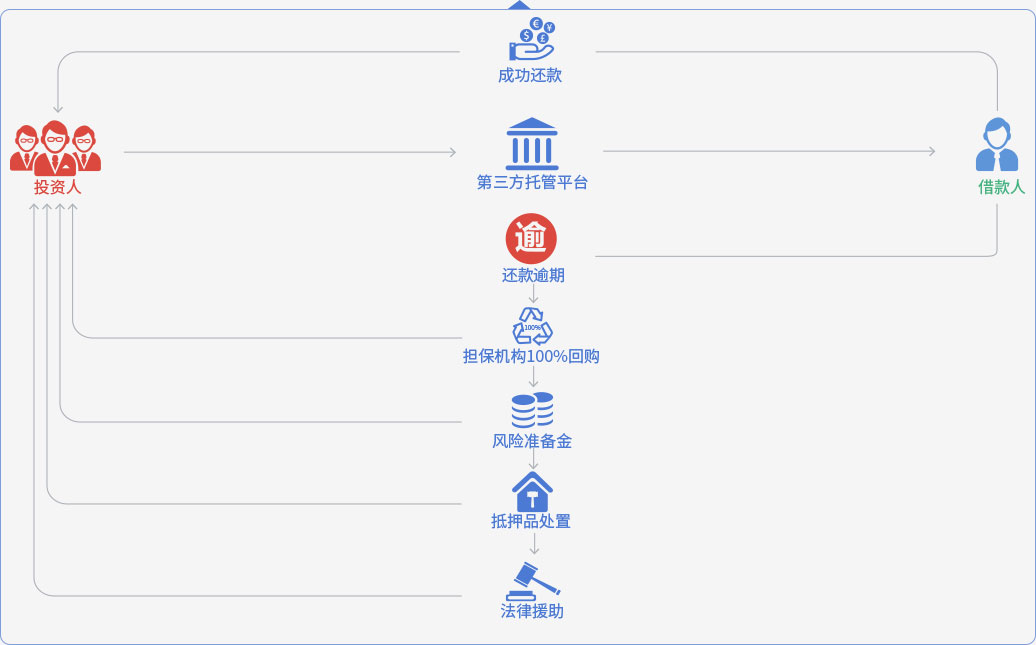 €
¥
$
£
成功还款
投资人
第三方托管平台
借款人
逾
还款逾期
100%
担保机构100%回购
风险准备金
抵押品处置
法律援助